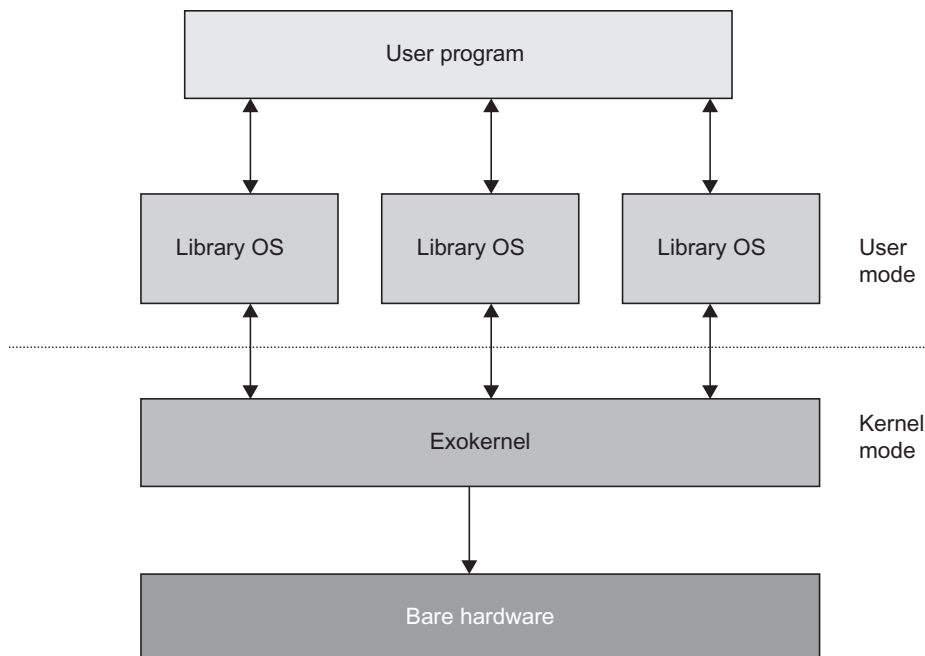 User program
Library OS
Library OS
Library OS
User
mode
Exokernel
Kernel
mode
Bare hardware